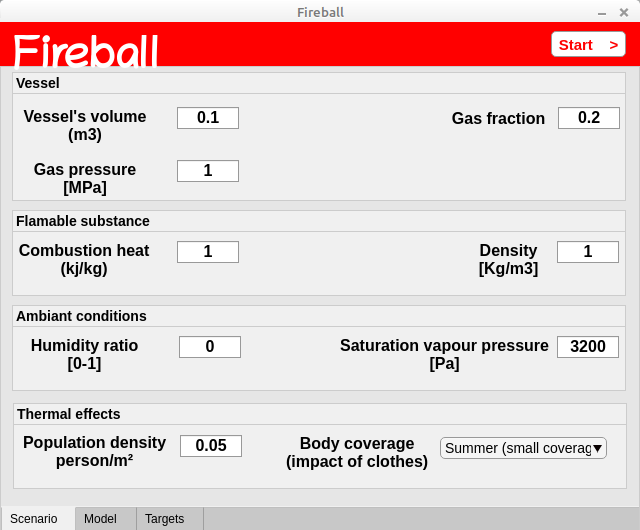 Fireball
Fireball
Start >
Vessel
Vessel's volume
(m3)
0.1
Gas fraction
0.2
Gas pressure
[MPa]
1
Flamable substance
Combustion heat
(kj/kg)
1
Density
[Kg/m3]
1
Ambiant conditions
Humidity ratio
[0-1]
0
Saturation vapour pressure
[Pa]
3200
Thermal effects
Population density
person/m²
0.05
Body coverage
(impact of clothes)
Summer (small coverag
Scenario Model Targets